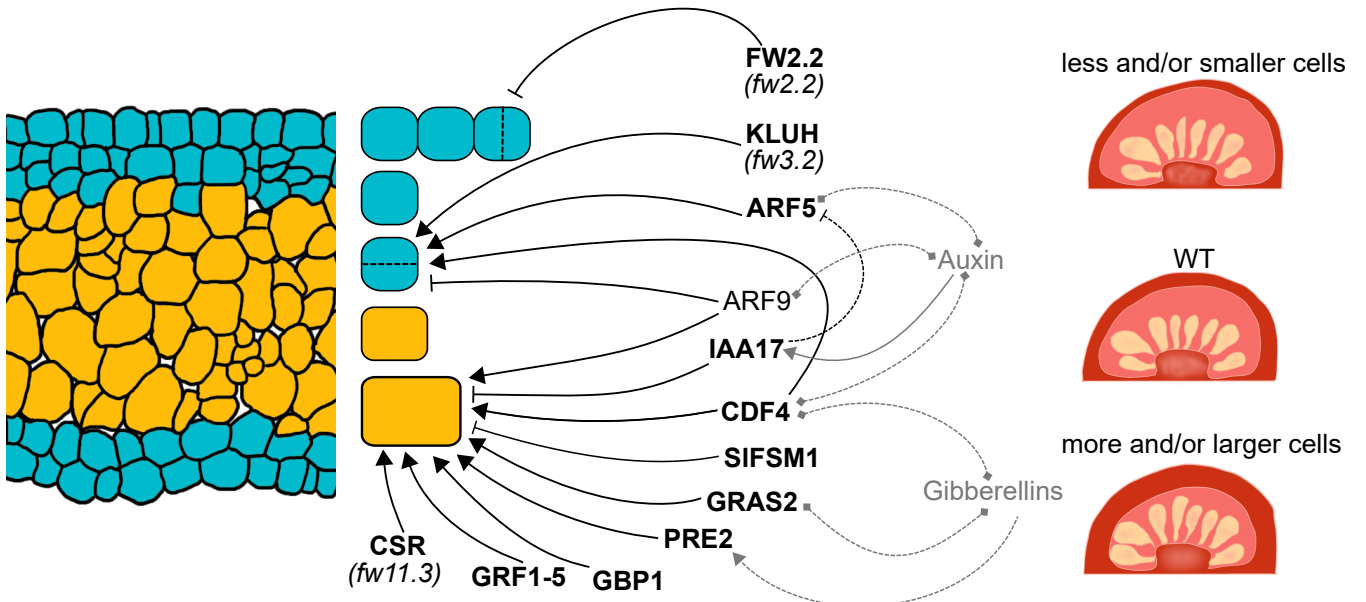 FW2.2
(fw2.2)
less and/or smaller cells
KLUH
(fw3.2)
ARF5
Auxin
WT
ARF9
IAA17
CDF4
more and/or larger cells
SIFSM1
GRAS2
Gibberellins
PRE2
CSR
(fw11.3)
GRF1-5
GBP1